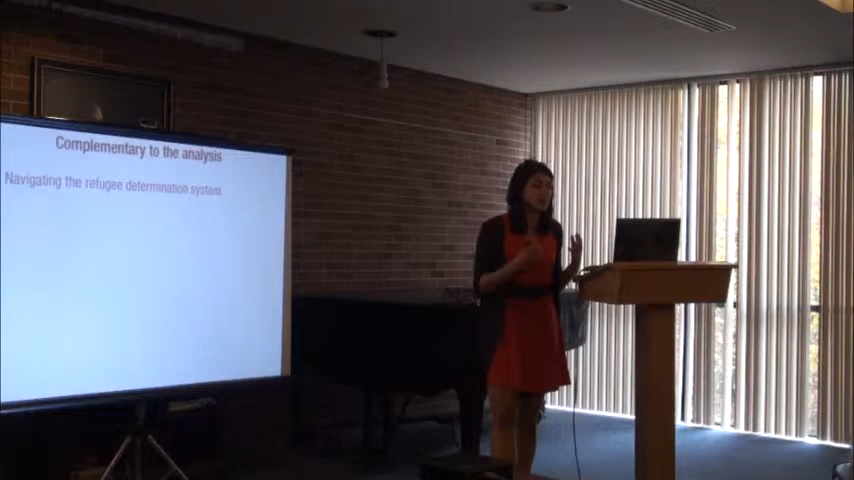 Complementary to the analysis
Navigating the refugee determination system